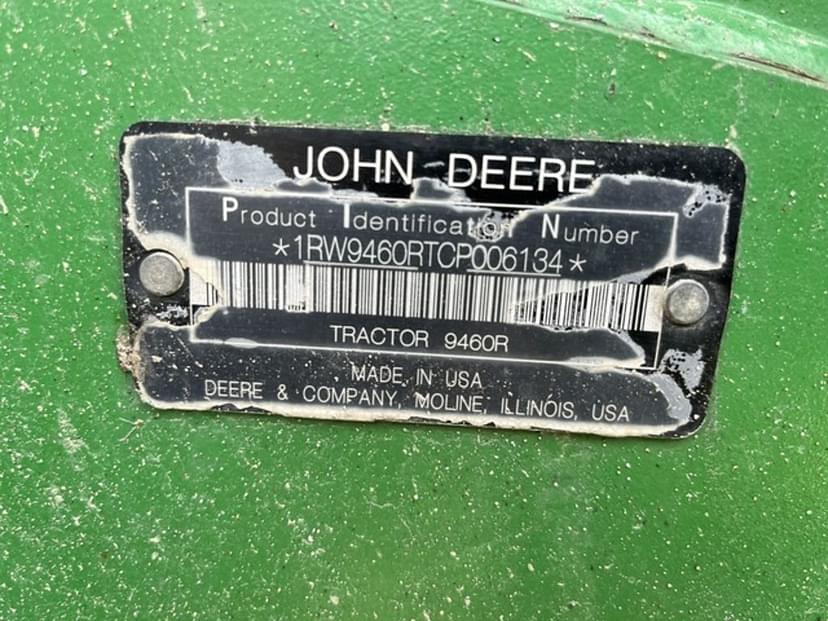 JOHN DEERE
Product Identification Number
*1RW9460RTCP006134*
TRACTOR 9460R
MADE IN USA
DEERE & COMPANY, MOLINE, ILLINOIS, USA